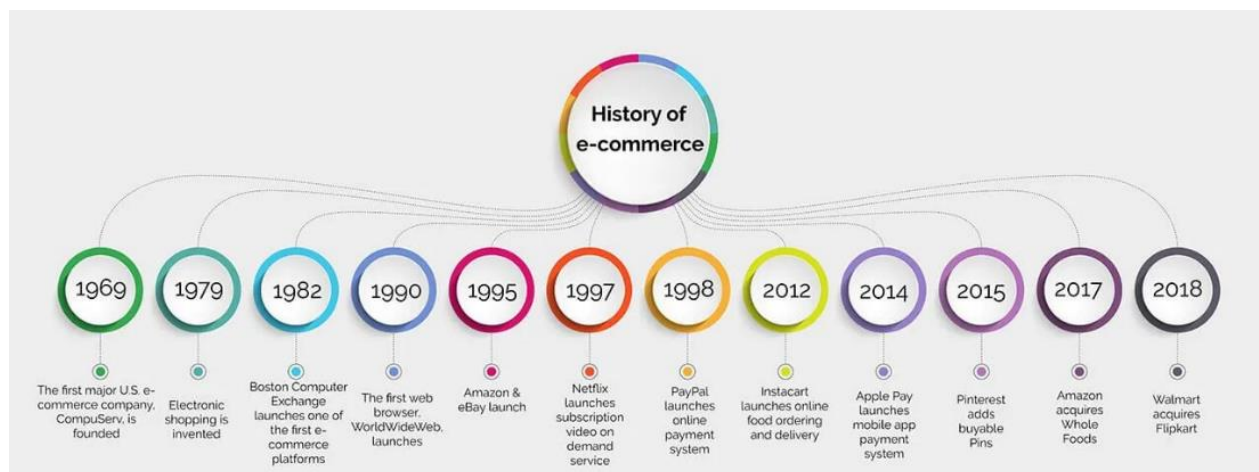 History of
e-commerce
1969
1979
1982
1990
1995
1997
1998
2012
2014
2015
2017
2018
The first major U.S. e-
commerce company,
CompuServ, is
founded
Electronic
shopping is
invented
Boston Computer
Exchange
launches one of
the first e-
commerce
platforms
The first web
browser,
WorldWideWeb,
launches
Amazon &
eBay launch
Netflix
launches
subscription
video on
demand
service
PayPal
launches
online
payment
system
Instacart
launches online
food ordering
and delivery
Apple Pay
launches
mobile app
payment
system
Pinterest
adds
buyable
Pins
Amazon
acquires
Whole
Foods
Walmart
acquires
Flipkart